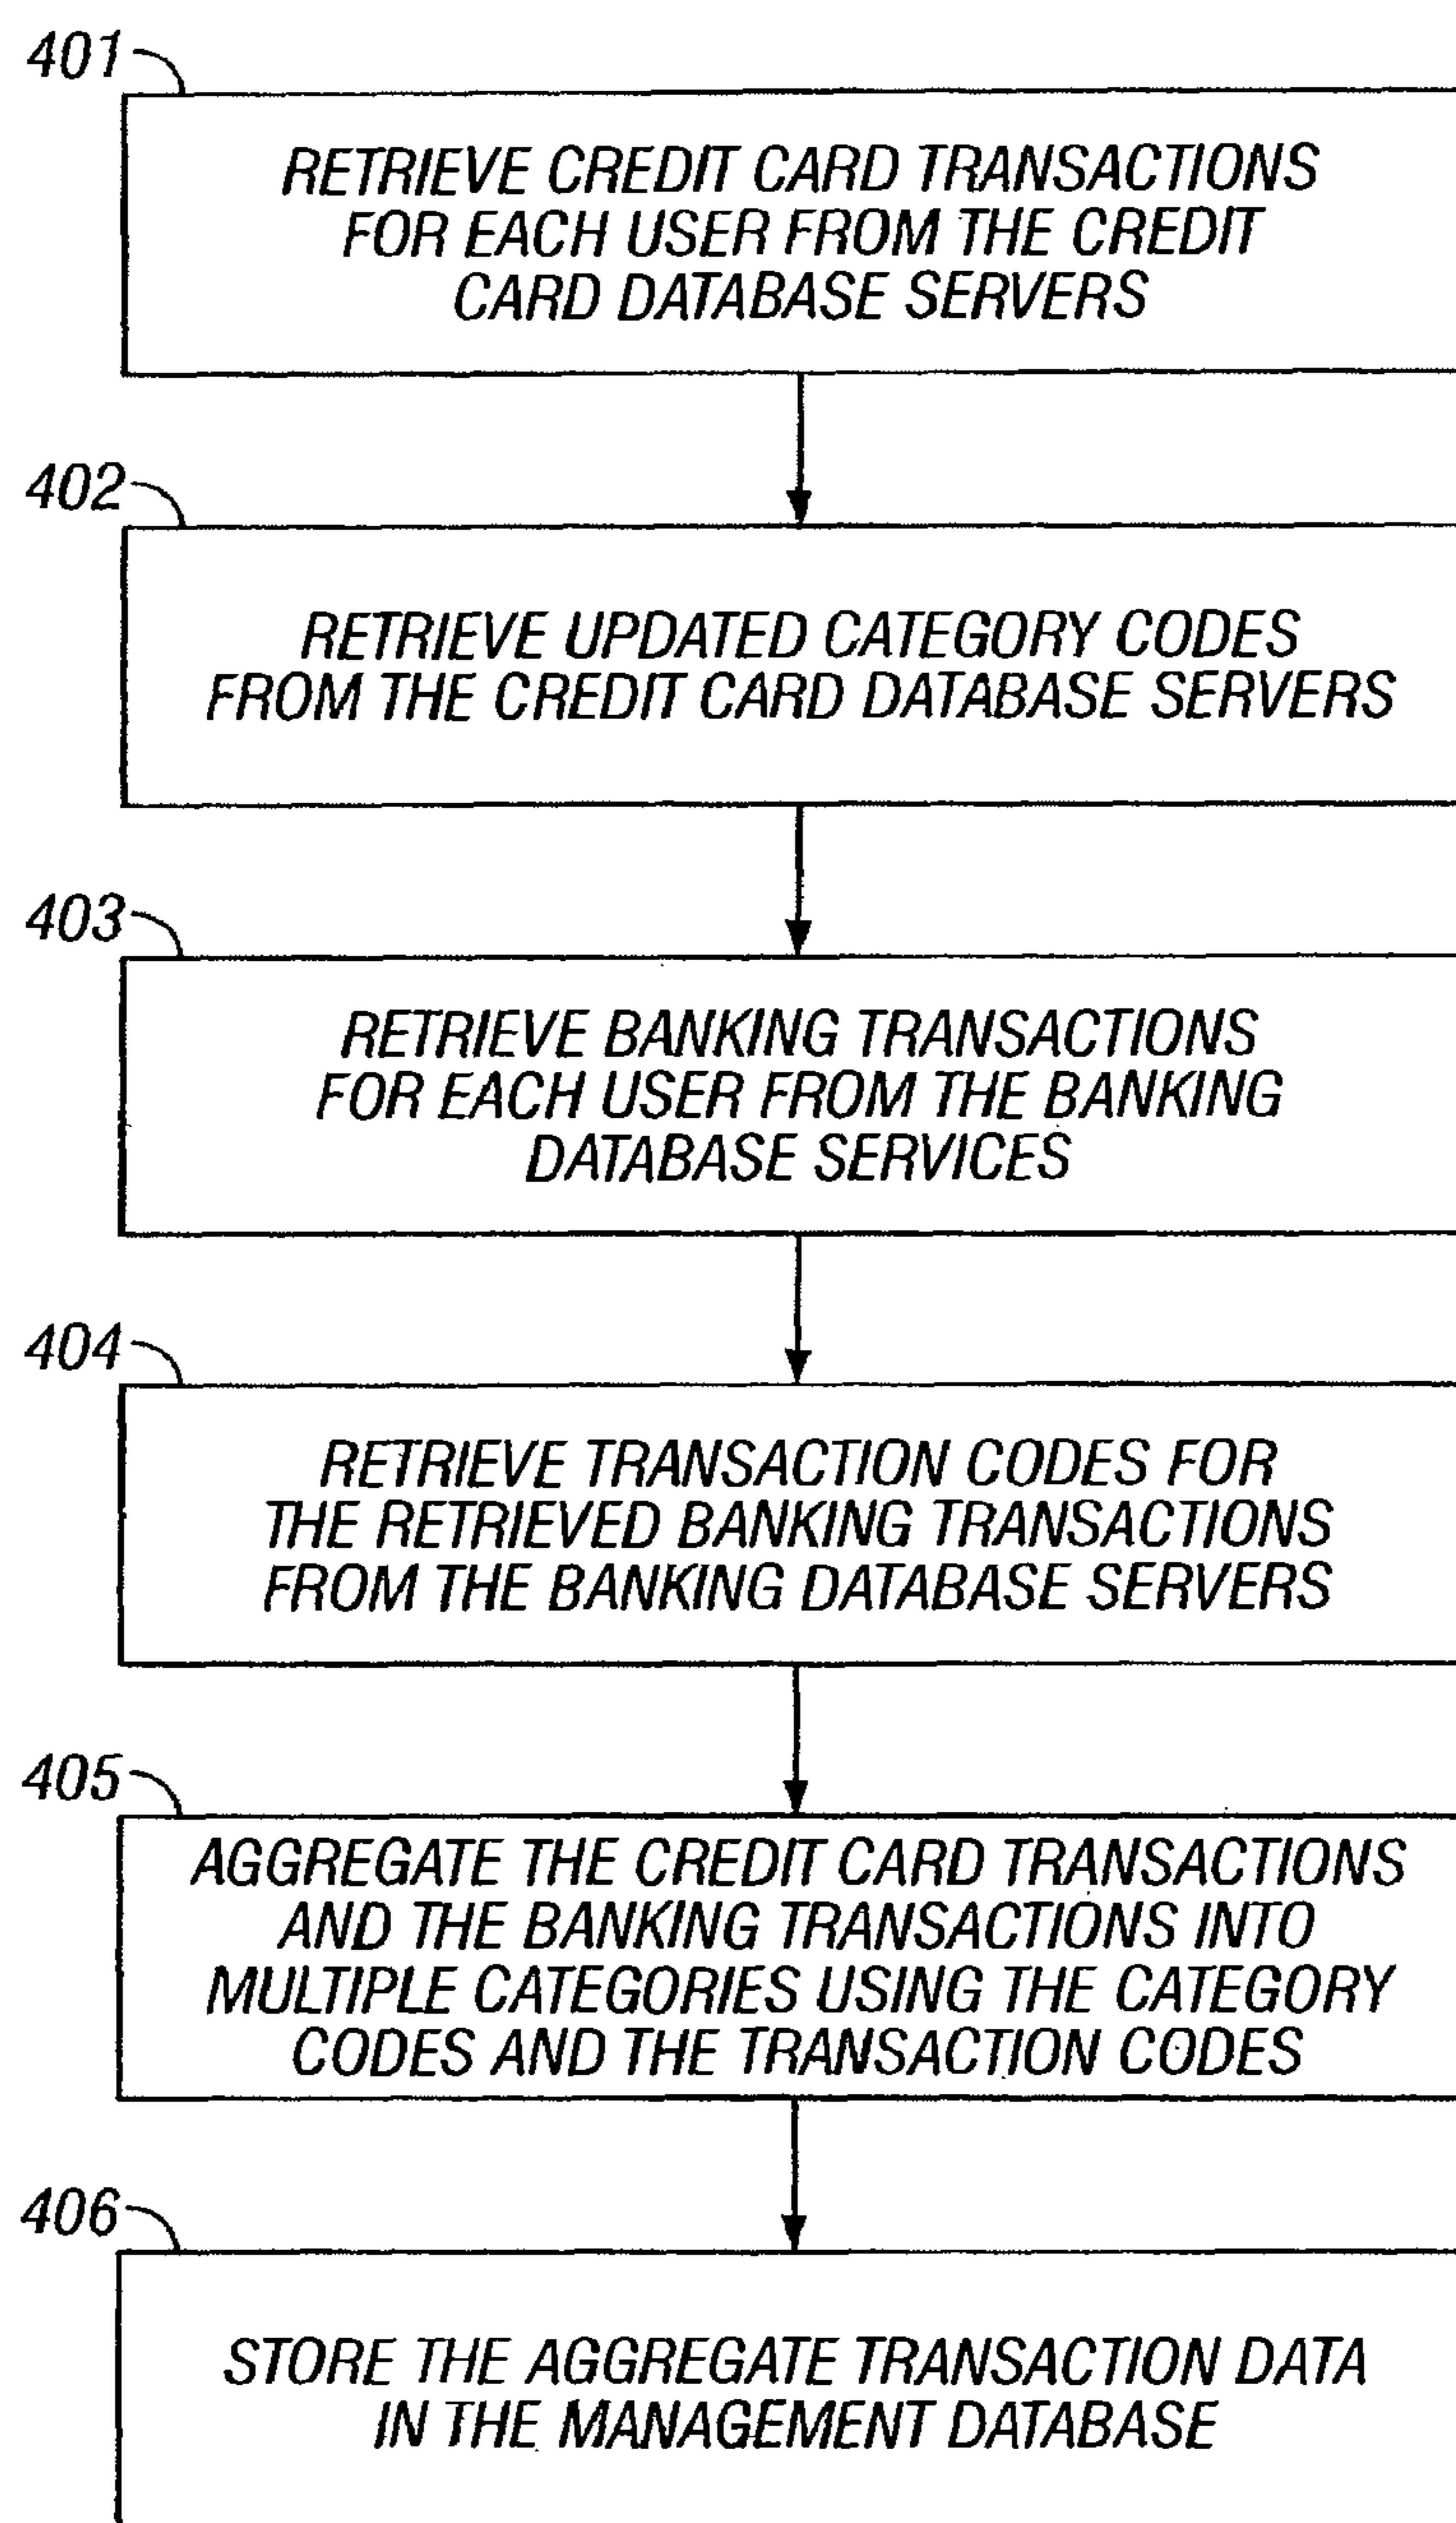 401
RETRIEVE CREDIT CARD TRANSACTIONS
FOR EACH USER FROM THE CREDIT
CARD DATABASE SERVERS
402
RETRIEVE UPDATED CATEGORY CODES
FROM THE CREDIT CARD DATABASE SERVERS
403
RETRIEVE BANKING TRANSACTIONS
FOR EACH USER FROM THE BANKING
DATABASE SERVICES
404
RETRIEVE TRANSACTION CODES FOR
THE RETRIEVED BANKING TRANSACTIONS
FROM THE BANKING DATABASE SERVERS
405
AGGREGATE THE CREDIT CARD TRANSACTIONS
AND THE BANKING TRANSACTIONS INTO
MULTIPLE CATEGORIES USING THE CATEGORY
CODES AND THE TRANSACTION CODES
406
STORE THE AGGREGATE TRANSACTION DATA
IN THE MANAGEMENT DATABASE